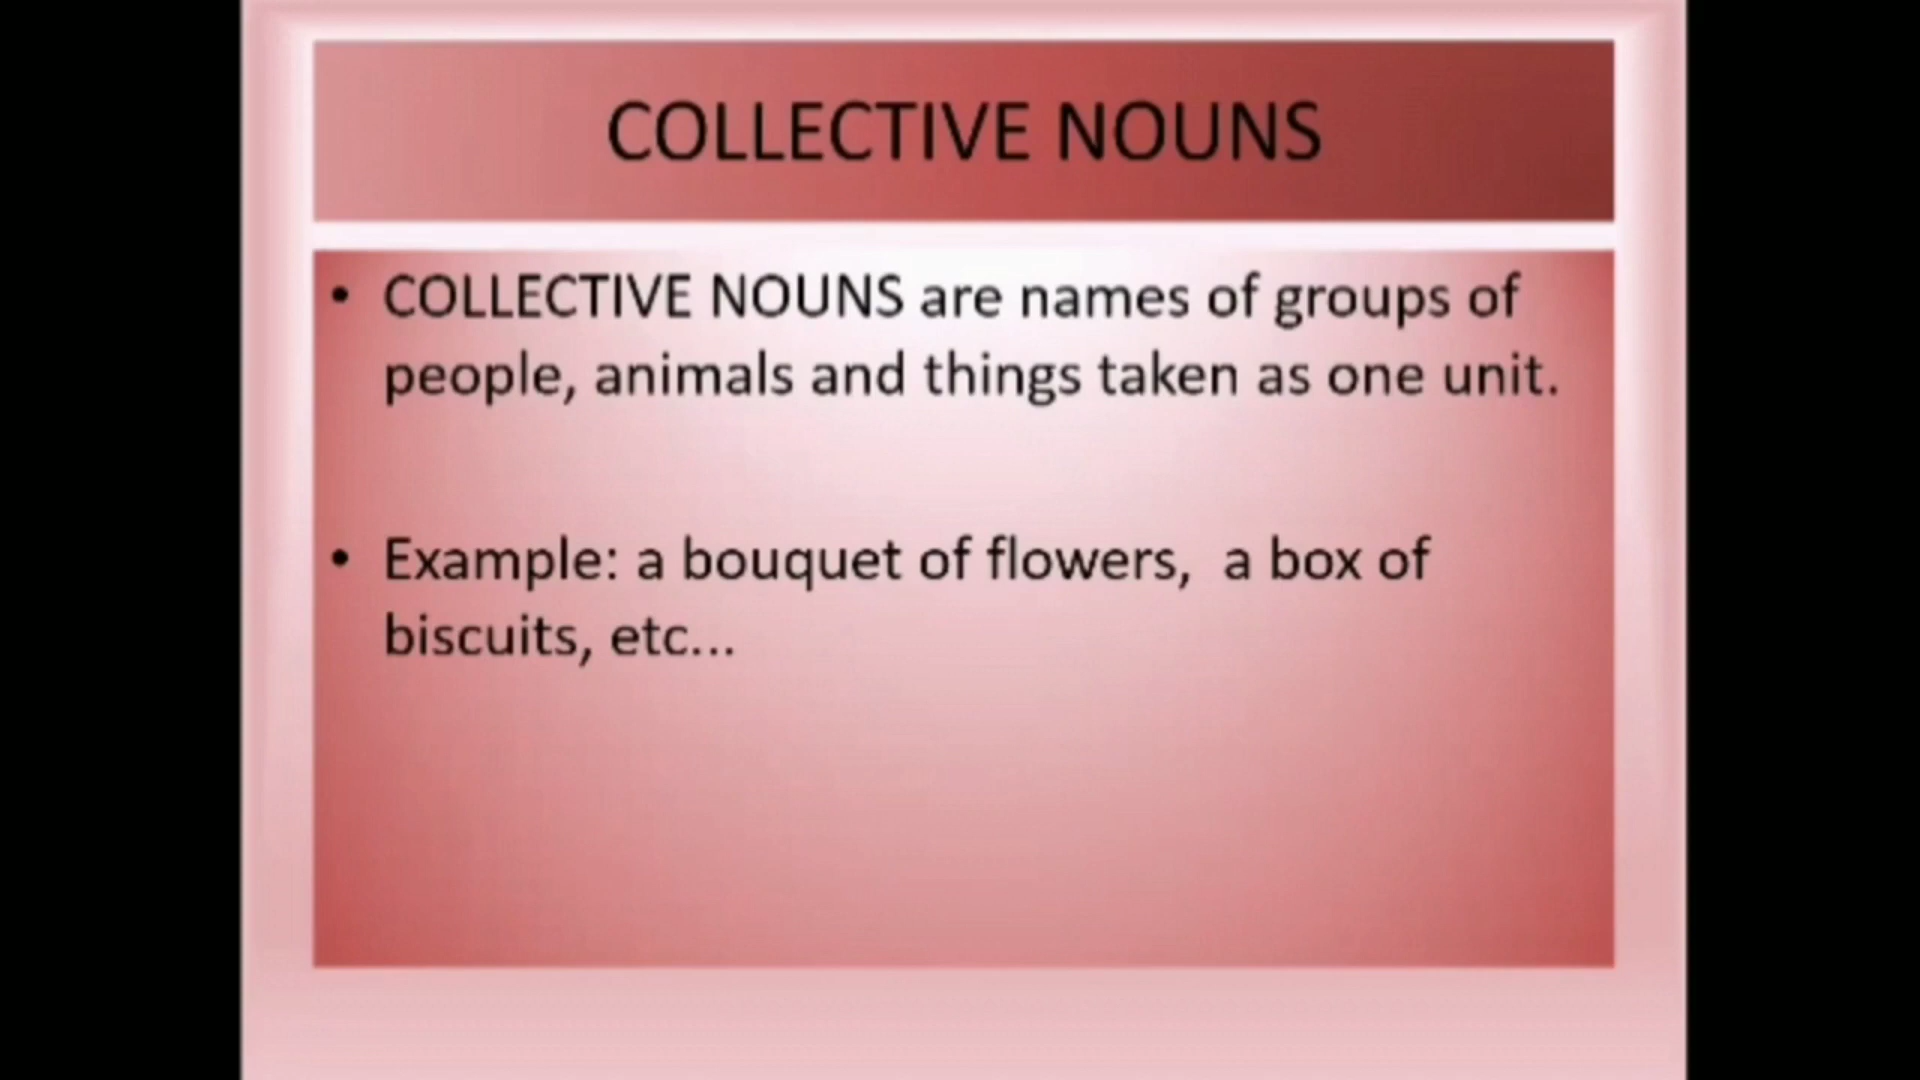 COLLECTIVE NOUNS
• COLLECTIVE NOUNS are names of groups of
people, animals and things taken as one unit.
• Example: a bouquet of flowers,  a box of
biscuits, etc...